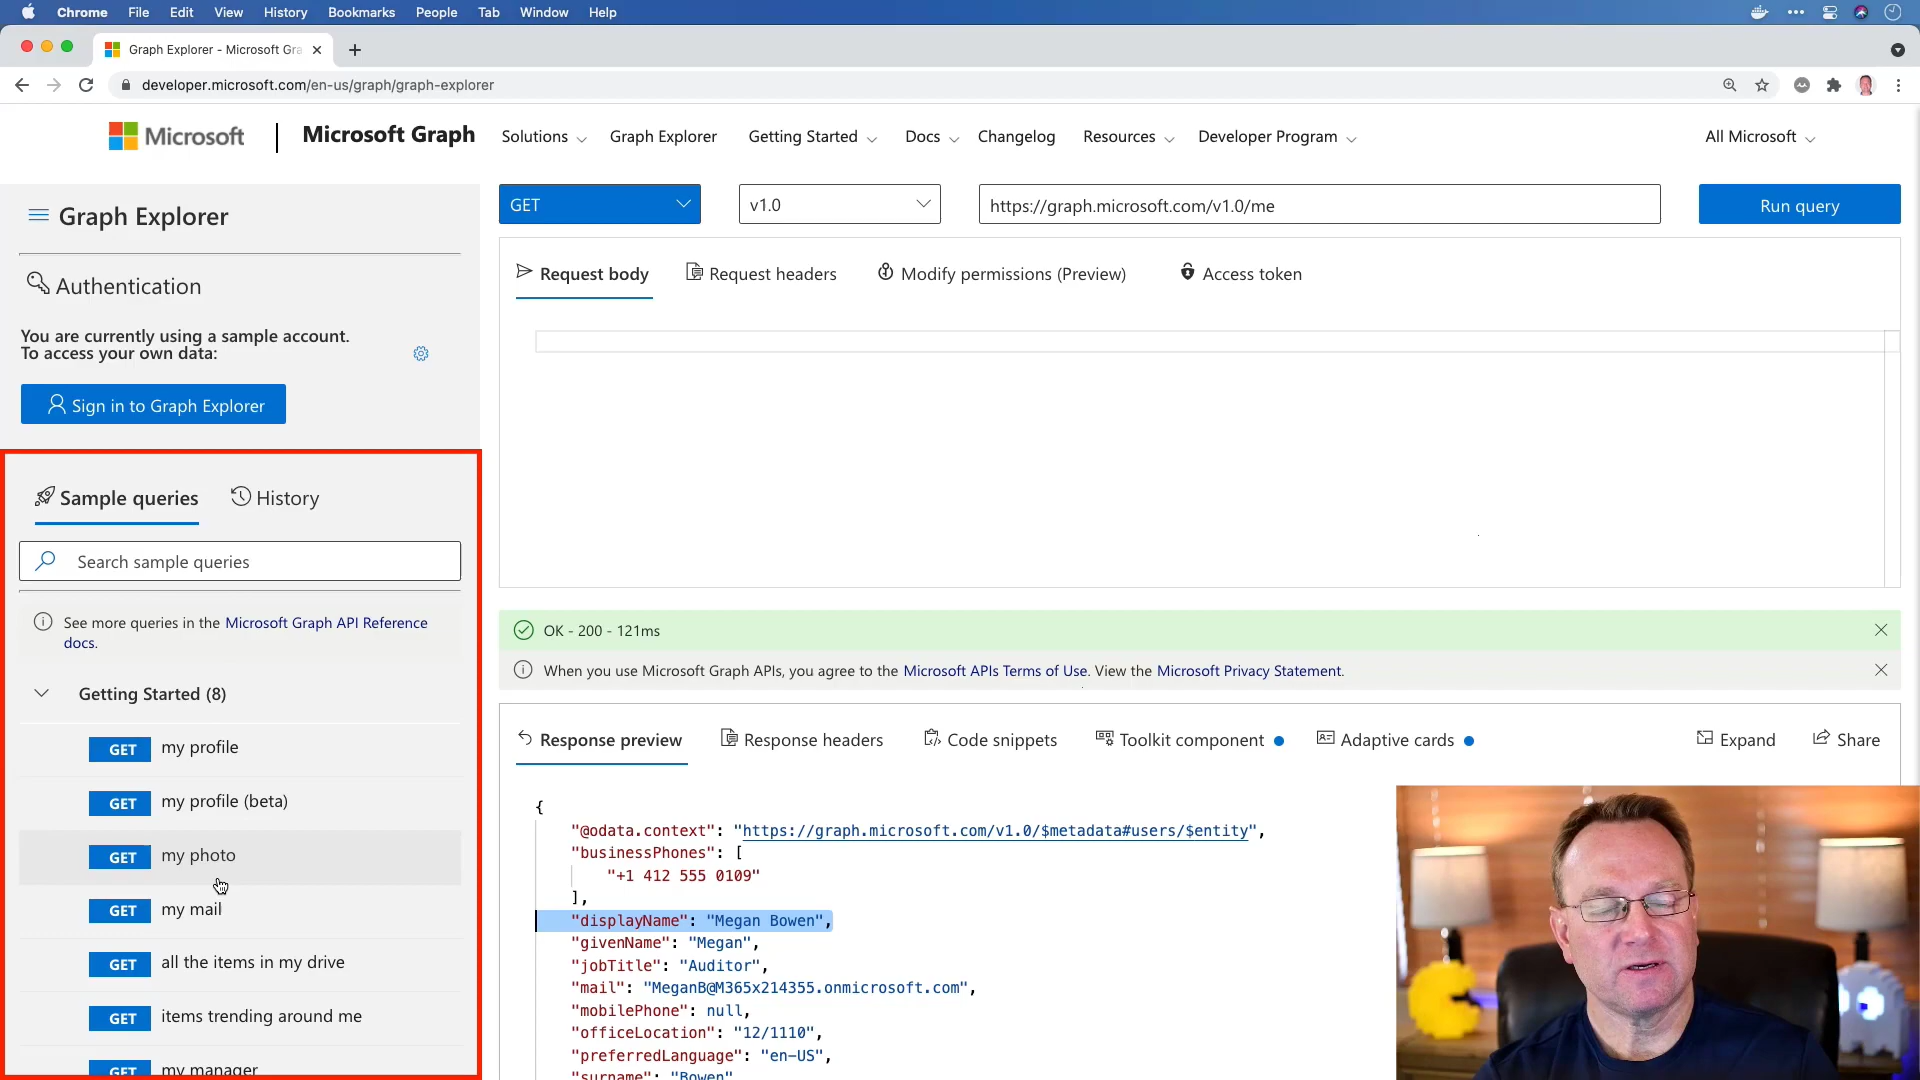 Chrome File Edit View History Bookmarks People Tab Window Help
Graph Explorer - Microsoft Gra
developer.microsoft.com/en-us/graph/graph-explorer
Microsoft Microsoft Graph Solutions Graph Explorer Getting Started Docs Changelog Resources Developer Program All Microsoft
Graph Explorer
GET v1.0 https://graph.microsoft.com/v1.0/me Run query
Authentication
You are currently using a sample account.
To access your own data:
Sign in to Graph Explorer
Request body Request headers Modify permissions (Preview) Access token
Sample queries History
Search sample queries
See more queries in the Microsoft Graph API Reference
docs.
Getting Started (8)
GET my profile
GET my profile (beta)
GET my photo
GET my mail
GET all the items in my drive
GET items trending around me
GET my manager
OK - 200 - 121ms
When you use Microsoft Graph APIs, you agree to the Microsoft APIs Terms of Use. View the Microsoft Privacy Statement.
Response preview Response headers Code snippets Toolkit component Adaptive cards Expand Share
{
"@odata.context": "https://graph.microsoft.com/v1.0/$metadata#users/$entity",
"businessPhones": [
"+1 412 555 0109"
],
"displayName": "Megan Bowen",
"givenName": "Megan",
"jobTitle": "Auditor",
"mail": "MeganB@M365x214355.onmicrosoft.com",
"mobilePhone": null,
"officeLocation": "12/1110",
"preferredLanguage": "en-US",
"surname": "Bowen"